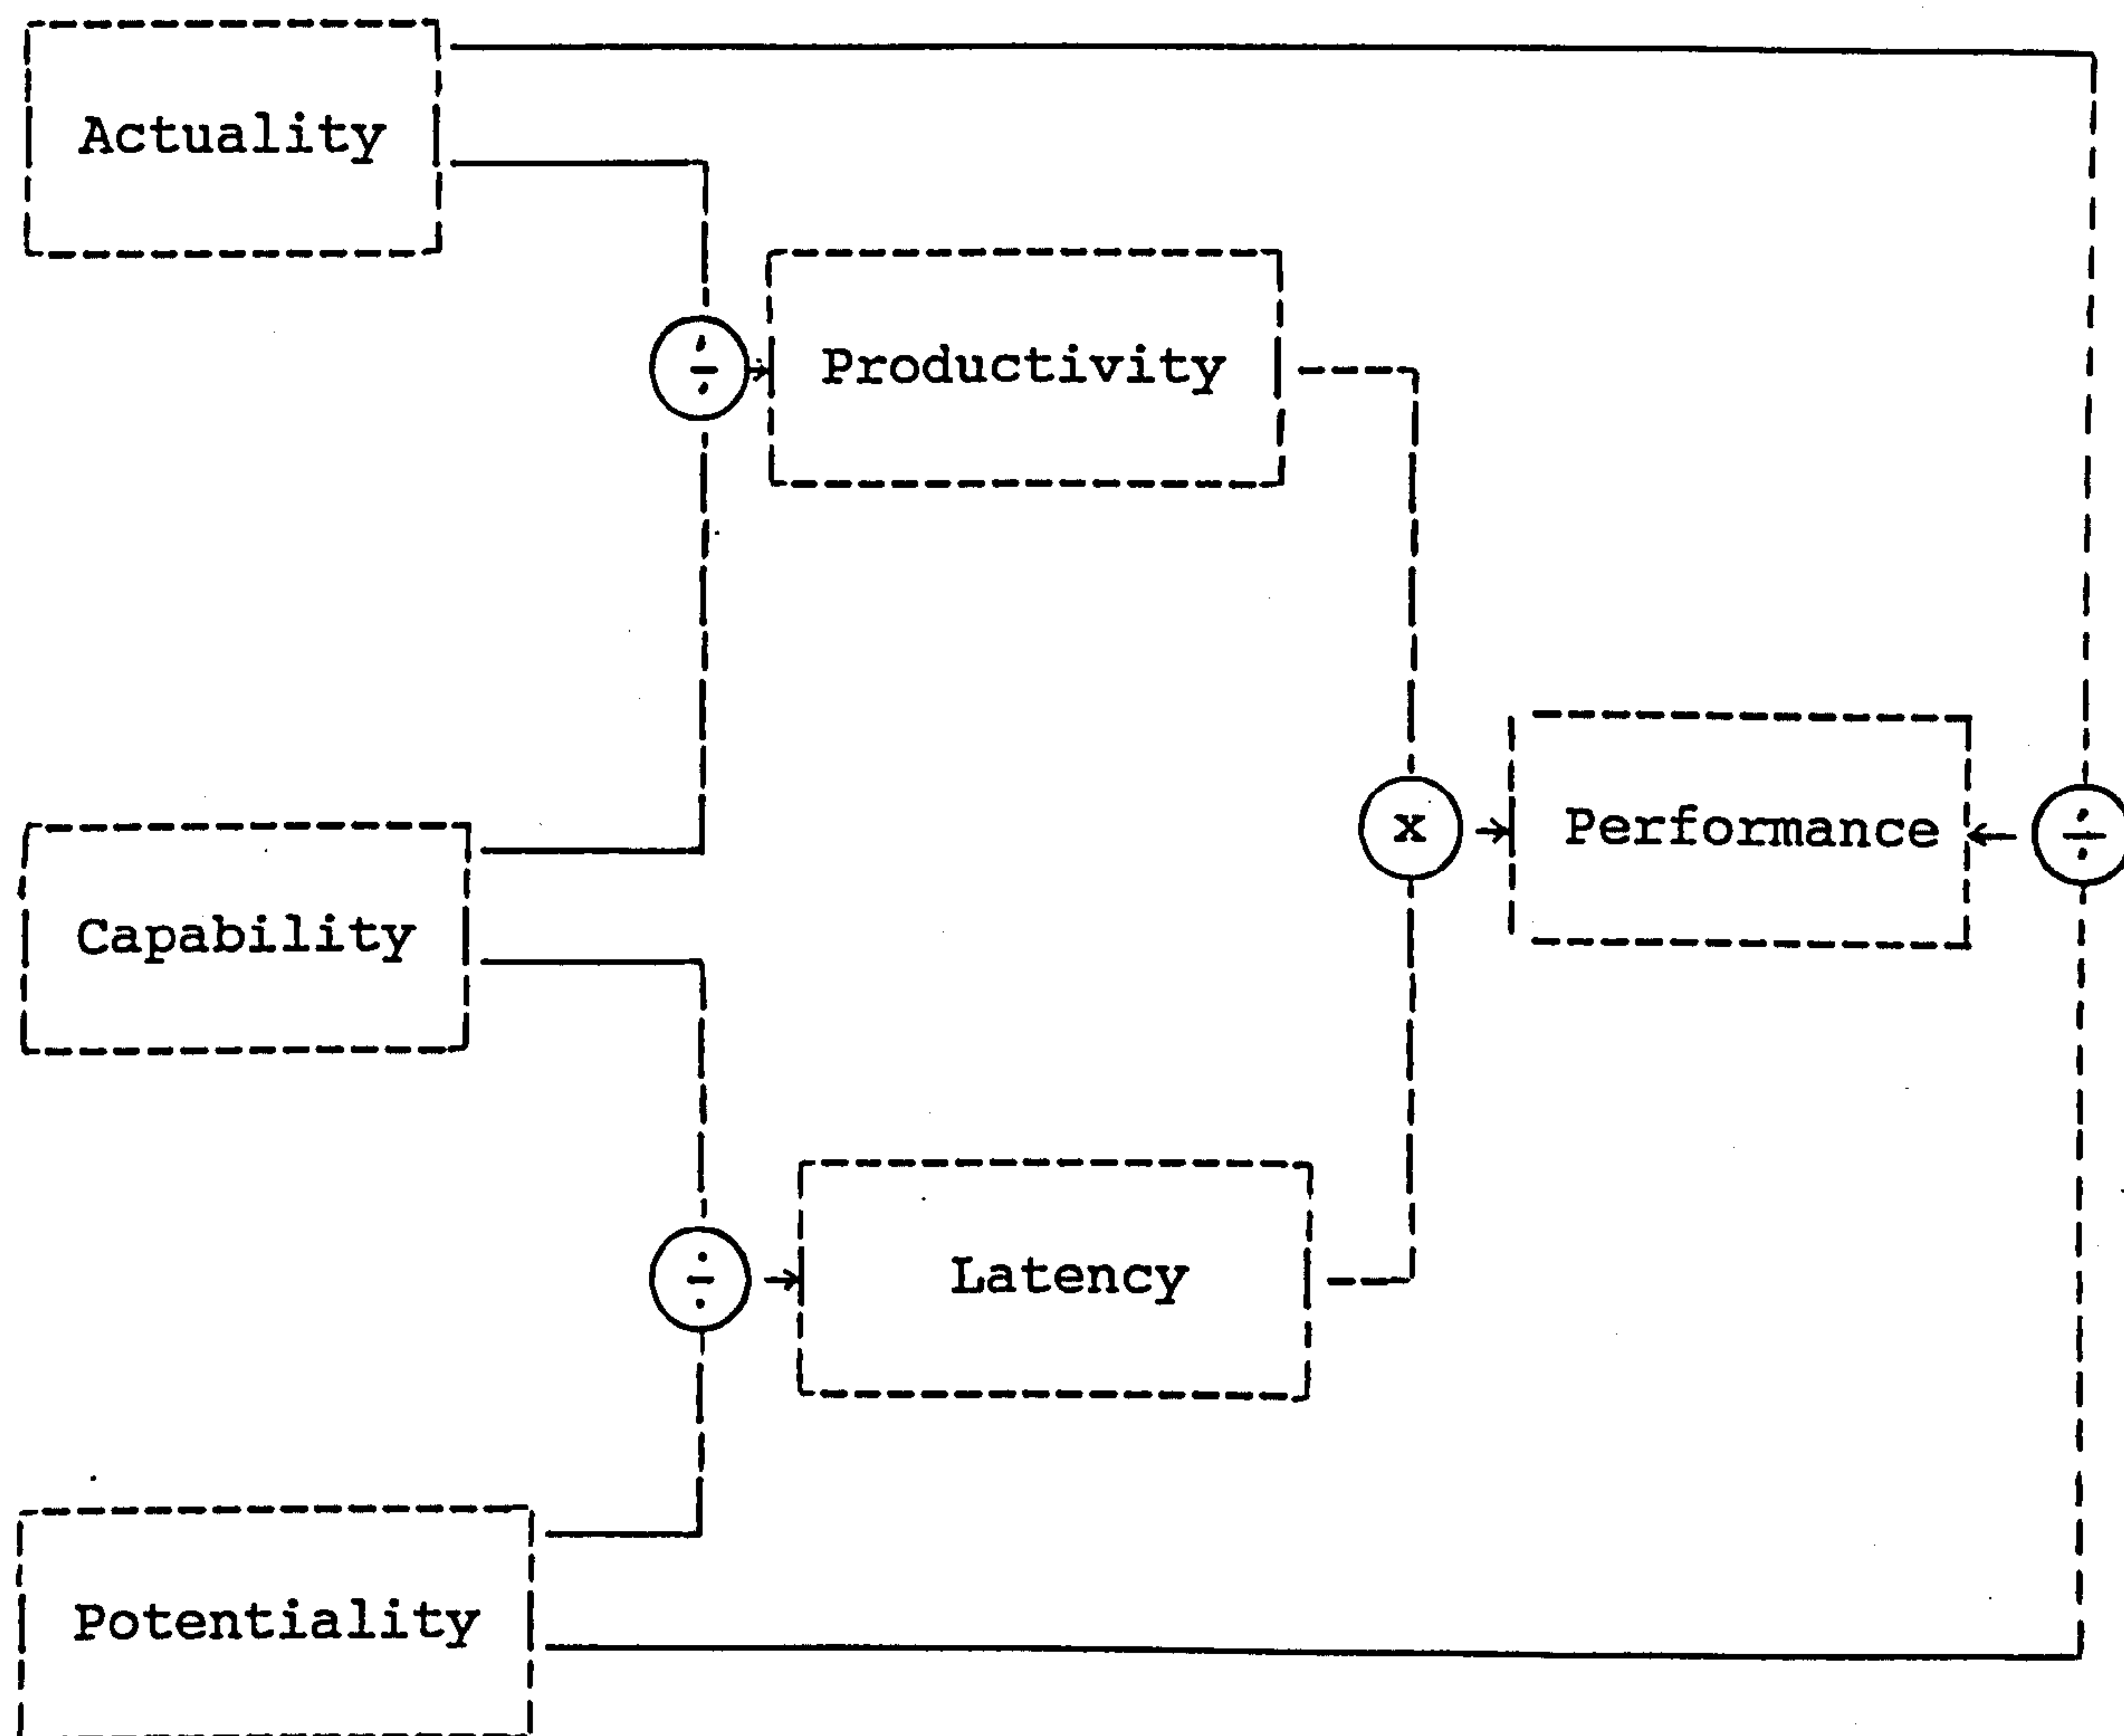 Actuality
÷
Productivity
Capability
x
Performance
÷
÷
Latency
Potentiality